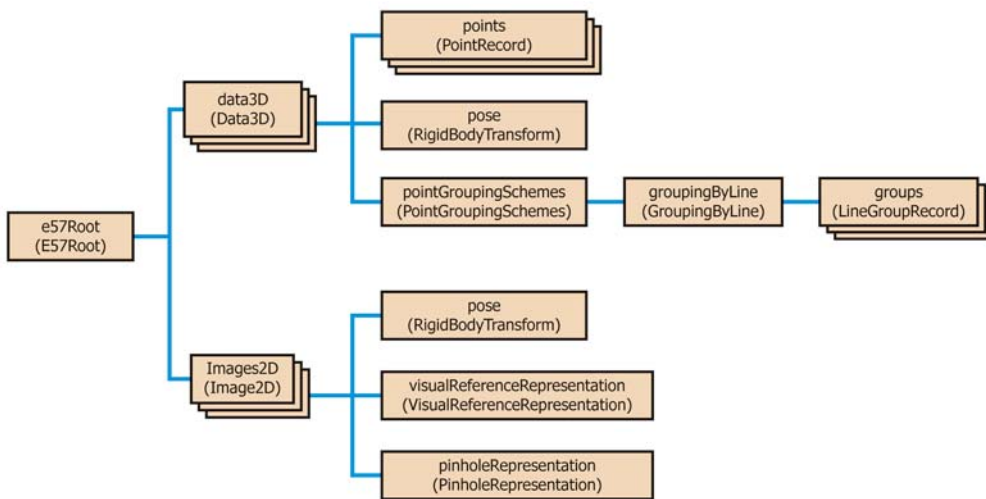 points
(PointRecord)
data3D
(Data3D)
pose
(RigidBodyTransform)
pointGroupingSchemes
(PointGroupingSchemes)
groupingByLine
(GroupingByLine)
groups
(LineGroupRecord)
e57Root
(E57Root)
pose
(RigidBodyTransform)
Images2D
(Image2D)
visualReferenceRepresentation
(VisualReferenceRepresentation)
pinholeRepresentation
(PinholeRepresentation)